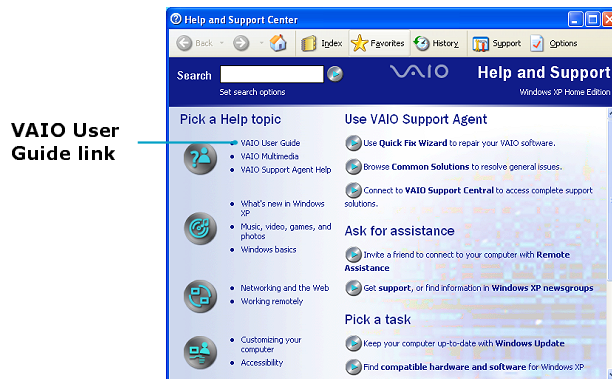 Help and Support Center
Back
Index
Favorites
History
Support
Options
Search
VAIO
Help and Support
Set search options
Windows XP Home Edition
VAIO User
Guide link
Pick a Help topic
VAIO User Guide
VAIO Multimedia
VAIO Support Agent Help
What's new in Windows
XP
Music, video, games, and
photos
Windows basics
Networking and the Web
Working remotely
Customizing your
computer
Accessibility
Use VAIO Support Agent
Use Quick Fix Wizard to repair your VAIO software.
Browse Common Solutions to resolve general issues.
Connect to VAIO Support Central to access complete support
solutions.
Ask for assistance
Invite a friend to connect to your computer with Remote
Assistance
Get support, or find information in Windows XP newsgroups
Pick a task
Keep your computer up-to-date with Windows Update
Find compatible hardware and software for Windows XP